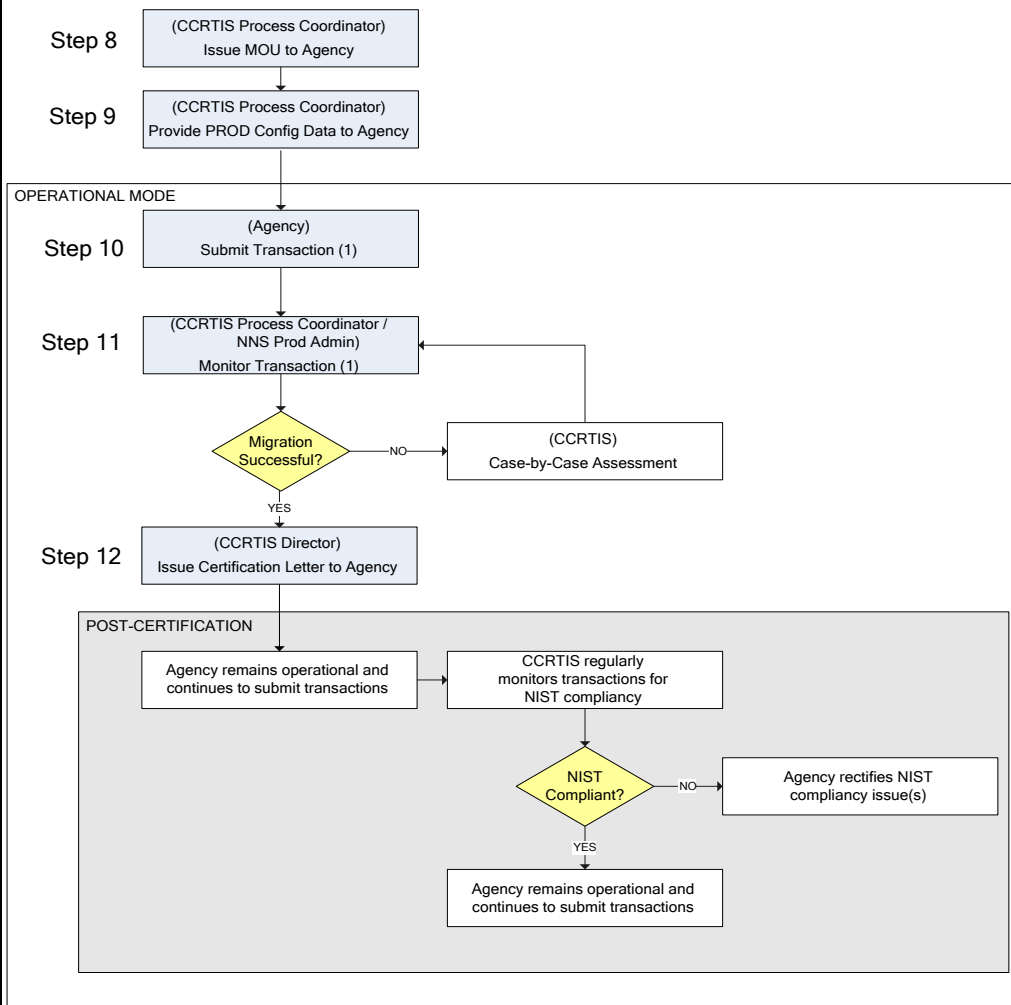 Step 8
(CCRTIS Process Coordinator)
Issue MOU to Agency
Step 9
(CCRTIS Process Coordinator)
Provide PROD Config Data to Agency
OPERATIONAL MODE
Step 10
(Agency)
Submit Transaction (1)
Step 11
(CCRTIS Process Coordinator /
NNS Prod Admin)
Monitor Transaction (1)
Migration
Successful?
NO
(CCRTIS)
Case-by-Case Assessment
YES
Step 12
(CCRTIS Director)
Issue Certification Letter to Agency
POST-CERTIFICATION
Agency remains operational and
continues to submit transactions
CCRTIS regularly
monitors transactions for
NIST compliancy
NIST
Compliant?
NO
Agency rectifies NIST
compliancy issue(s)
YES
Agency remains operational and
continues to submit transactions